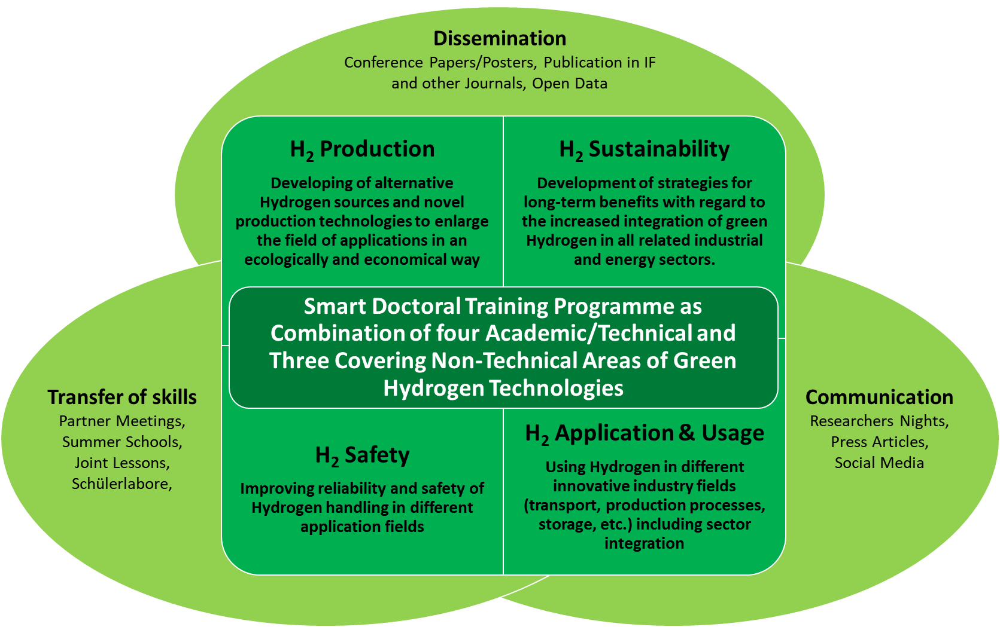 Dissemination
Conference Papers/Posters, Publication in IF
and other Journals, Open Data
H₂ Production
Developing of alternative
Hydrogen sources and novel
production technologies to enlarge
the field of applications in an
ecologically and economical way
H₂ Sustainability
Development of strategies for
long-term benefits with regard to
the increased integration of green
Hydrogen in all related industrial
and energy sectors.
Smart Doctoral Training Programme as
Combination of four Academic/Technical and
Three Covering Non-Technical Areas of Green
Hydrogen Technologies
Transfer of skills
Partner Meetings,
Summer Schools,
Joint Lessons,
Schülerlabore,
H₂ Safety
Improving reliability and safety of
Hydrogen handling in different
application fields
H₂ Application & Usage
Using Hydrogen in different
innovative industry fields
(transport, production processes,
storage, etc.) including sector
integration
Communication
Researchers Nights,
Press Articles,
Social Media